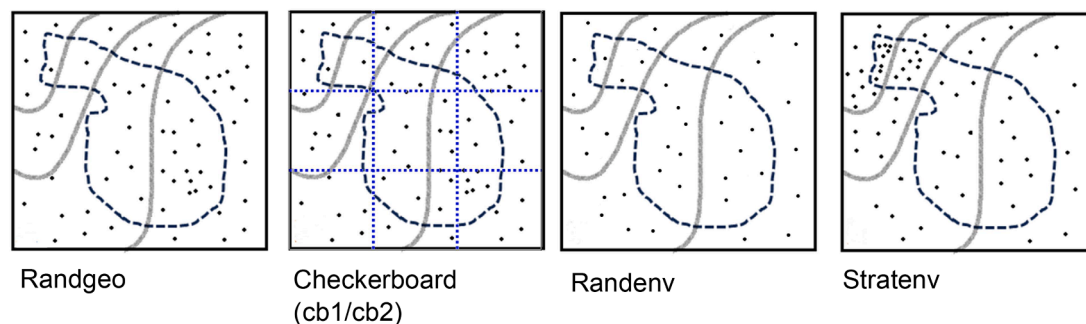 Randgeo
Checkerboard
(cb1/cb2)
Randenv
Stratenv